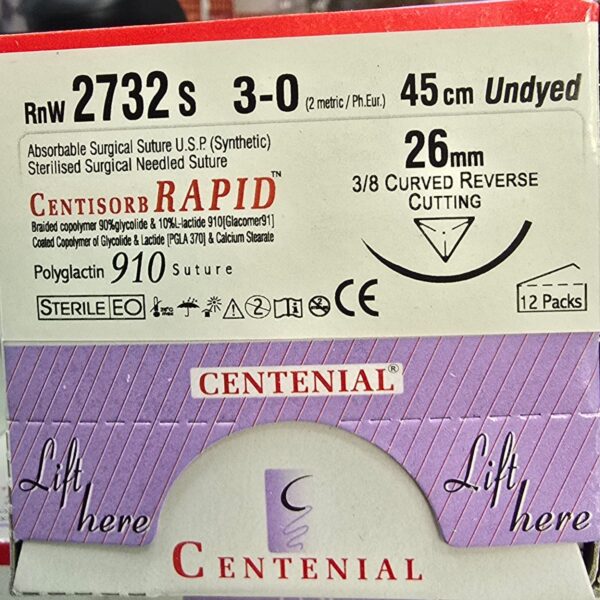 RnW 2732 S 3-0 (2 metric / Ph.Eur.) 45 cm Undyed
Absorbable Surgical Suture U.S.P. (Synthetic)
Sterilised Surgical Needled Suture
CENTISORB RAPID™
Braided copolymer 90%glycolide & 10%L-lactide 910[Glacomer91]
Coated Copolymer of Glycolide & Lactide [PGLA 370] & Calcium Stearate
Polyglactin 910 Suture
STERILE EO
2
2
CE
26mm
3/8 CURVED REVERSE
CUTTING
12 Packs
CENTENIAL®
Lift here
Lift here
C
CENTENIAL